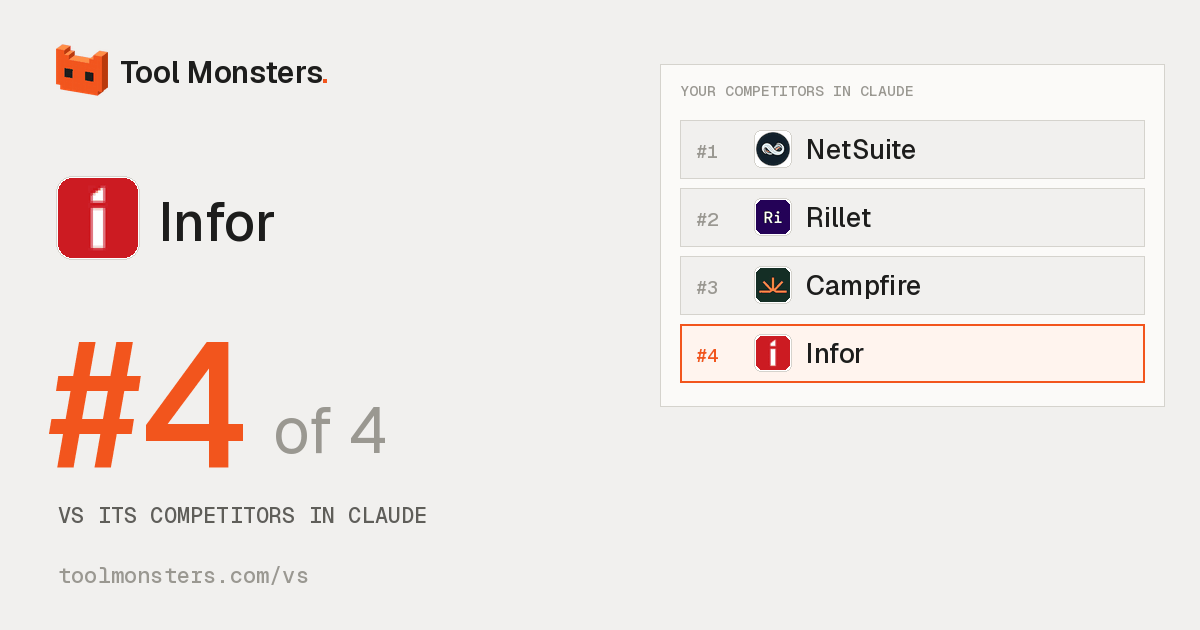 Tool Monsters.
Infor
#4 of 4
VS ITS COMPETITORS IN CLAUDE
toolmonsters.com/vs
YOUR COMPETITORS IN CLAUDE
#1 NetSuite
#2 Ri Rillet
#3 Campfire
#4 i Infor